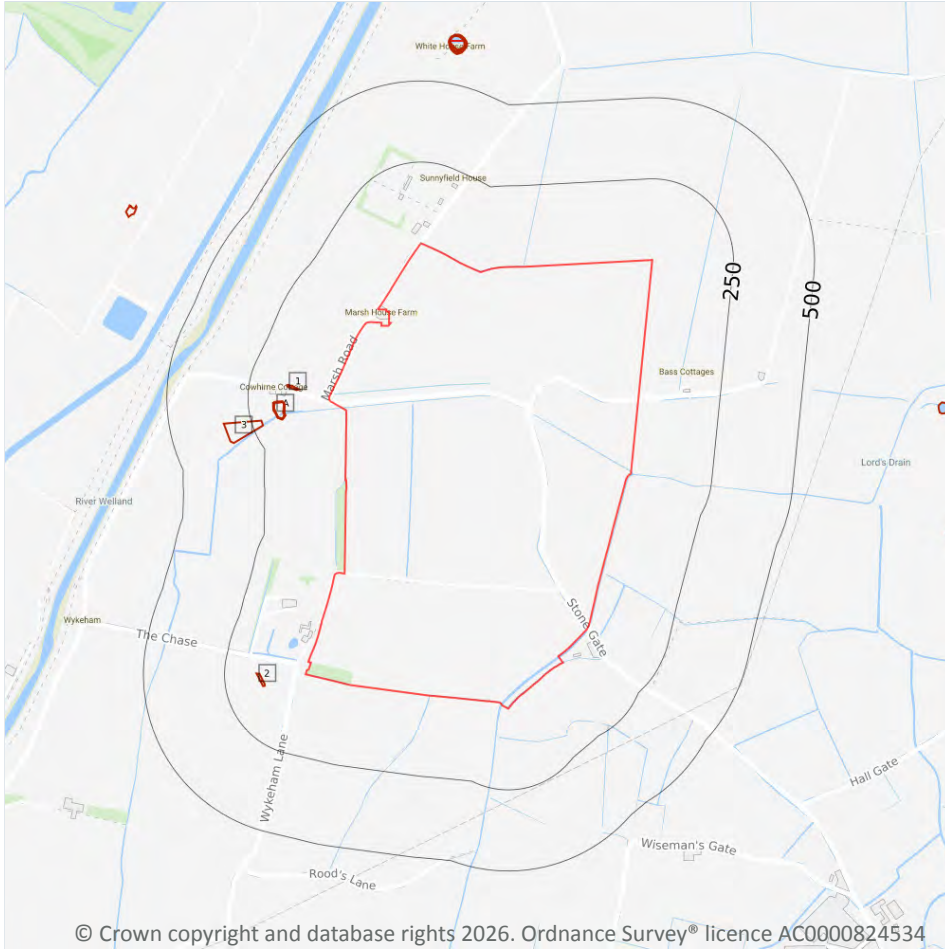 White House Farm
Sunnyfield House
250
500
Marsh House Farm
Marsh Road
Bass Cottages
1
Cowhirne Cottage
A
3
Lord's Drain
River Welland
Stone Gate
Wykeham
The Chase
2
Wykeham Lane
Hall Gate
Wiseman's Gate
Rood's Lane
© Crown copyright and database rights 2026. Ordnance Survey® licence AC0000824534